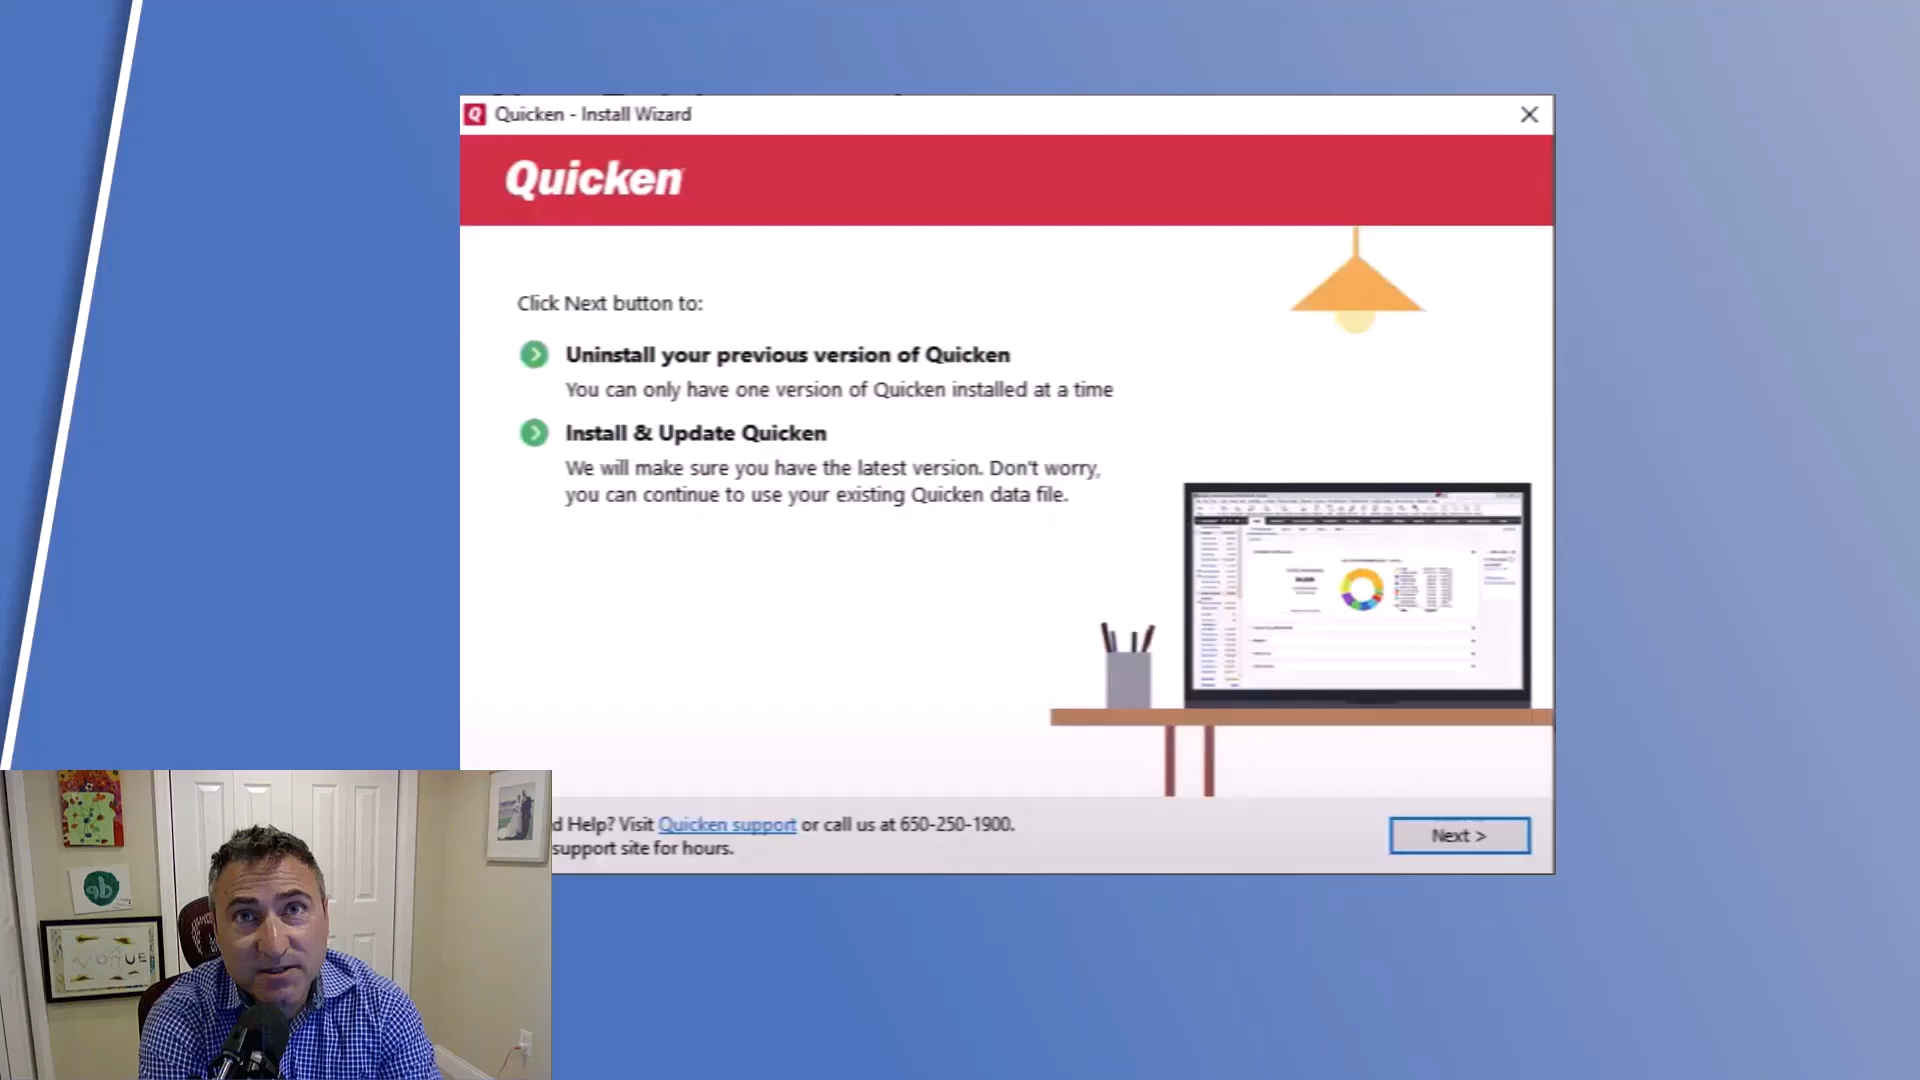 Quicken - Install Wizard
Quicken
Click Next button to:
Uninstall your previous version of Quicken
You can only have one version of Quicken installed at a time
Install & Update Quicken
We will make sure you have the latest version. Don't worry,
you can continue to use your existing Quicken data file.
d Help? Visit Quicken support or call us at 650-250-1900.
support site for hours.
Next >